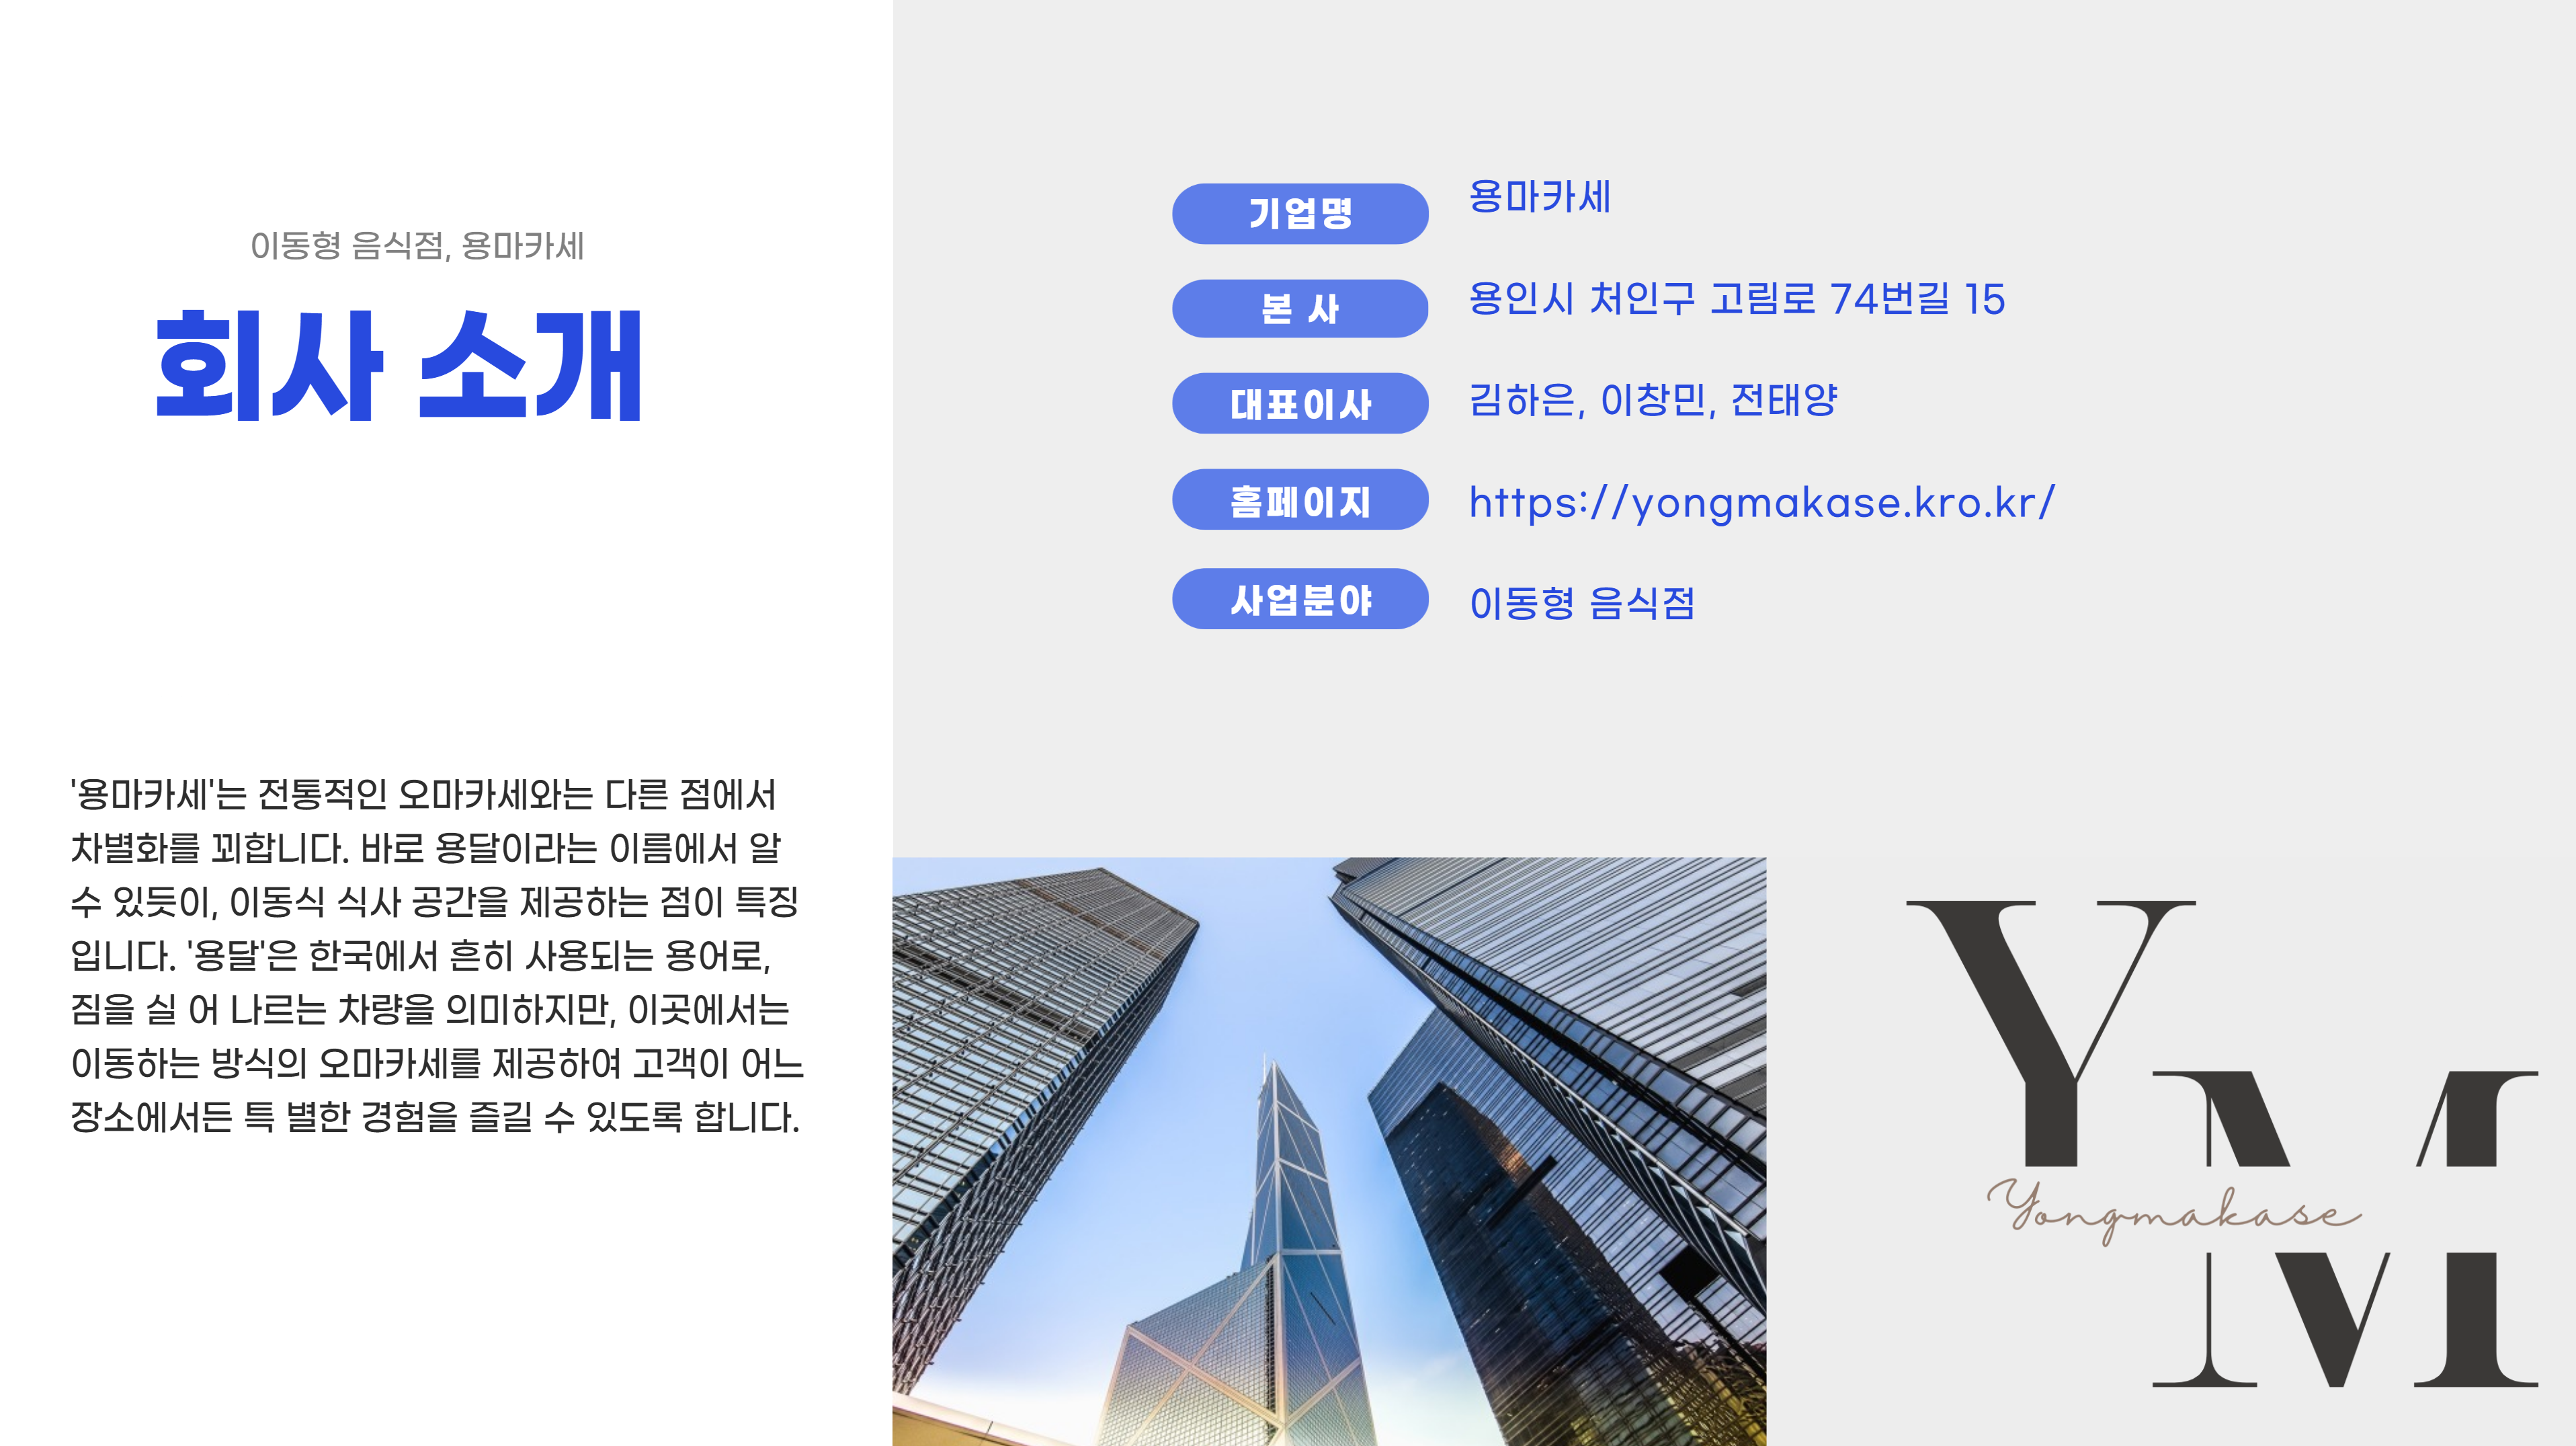 이동형 음식점, 용마카세
회사 소개
'용마카세'는 전통적인 오마카세와는 다른 점에서
차별화를 꾀합니다. 바로 용달이라는 이름에서 알
수 있듯이, 이동식 식사 공간을 제공하는 점이 특징
입니다. '용달'은 한국에서 흔히 사용되는 용어로,
짐을 실 어 나르는 차량을 의미하지만, 이곳에서는
이동하는 방식의 오마카세를 제공하여 고객이 어느
장소에서든 특 별한 경험을 즐길 수 있도록 합니다.
기업명 용마카세
본 사 용인시 처인구 고림로 74번길 15
대표이사 김하은, 이창민, 전태양
홈페이지 https://yongmakase.kro.kr/
사업분야 이동형 음식점
Y
M
Yongmakase